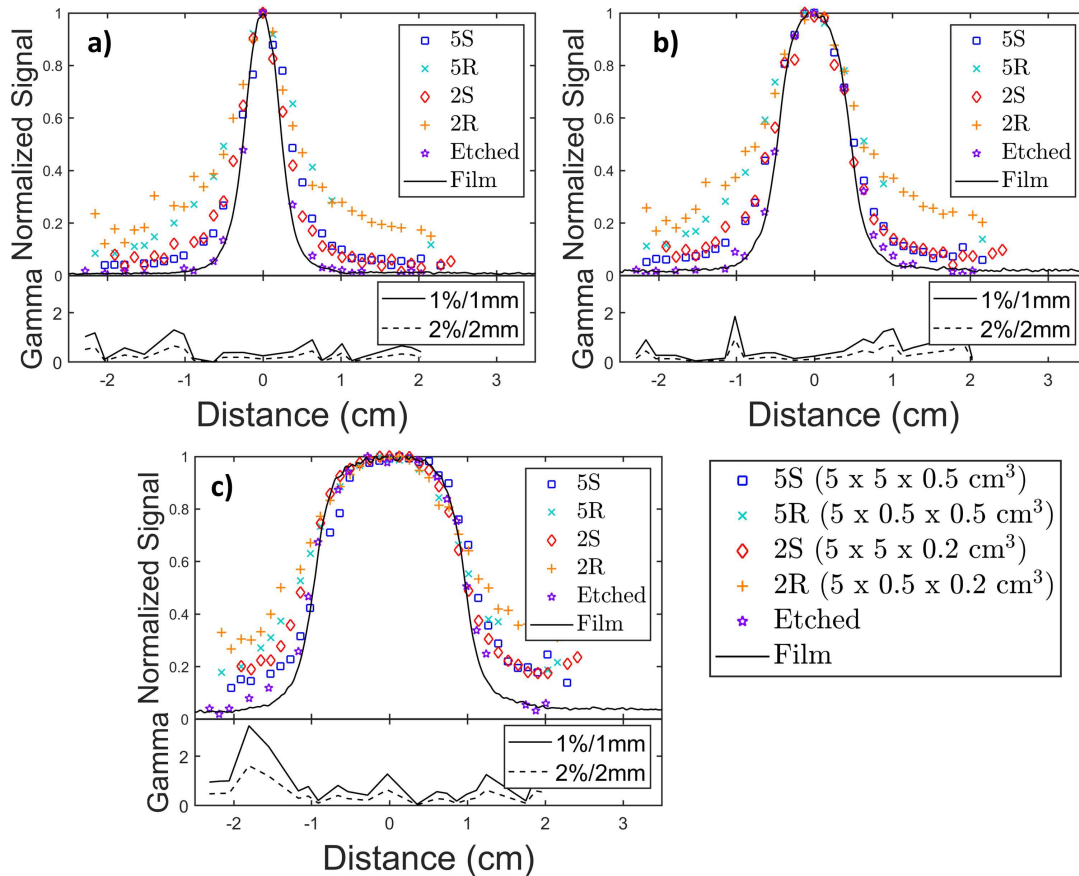 a)
Normalized Signal
1
0.8
0.6
0.4
0.2
0
5S
5R
2S
2R
Etched
Film
Gamma
2
0
1%/1mm
2%/2mm
-2 -1 0 1 2
Distance (cm)
b)
Normalized Signal
1
0.8
0.6
0.4
0.2
0
5S
5R
2S
2R
Etched
Film
Gamma
2
0
1%/1mm
2%/2mm
-2 -1 0 1 2 3
Distance (cm)
c)
Normalized Signal
1
0.8
0.6
0.4
0.2
0
5S
5R
2S
2R
Etched
Film
Gamma
2
0
1%/1mm
2%/2mm
-2 -1 0 1 2 3
Distance (cm)
5S (5 x 5 x 0.5 cm³)
5R (5 x 0.5 x 0.5 cm³)
2S (5 x 5 x 0.2 cm³)
2R (5 x 0.5 x 0.2 cm³)
Etched
Film